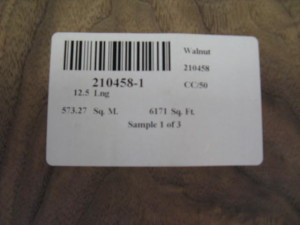 Walnut
210458
210458-1
CC/50
12.5 Lng
573.27 Sq. M. 6171 Sq. Ft.
Sample 1 of 3